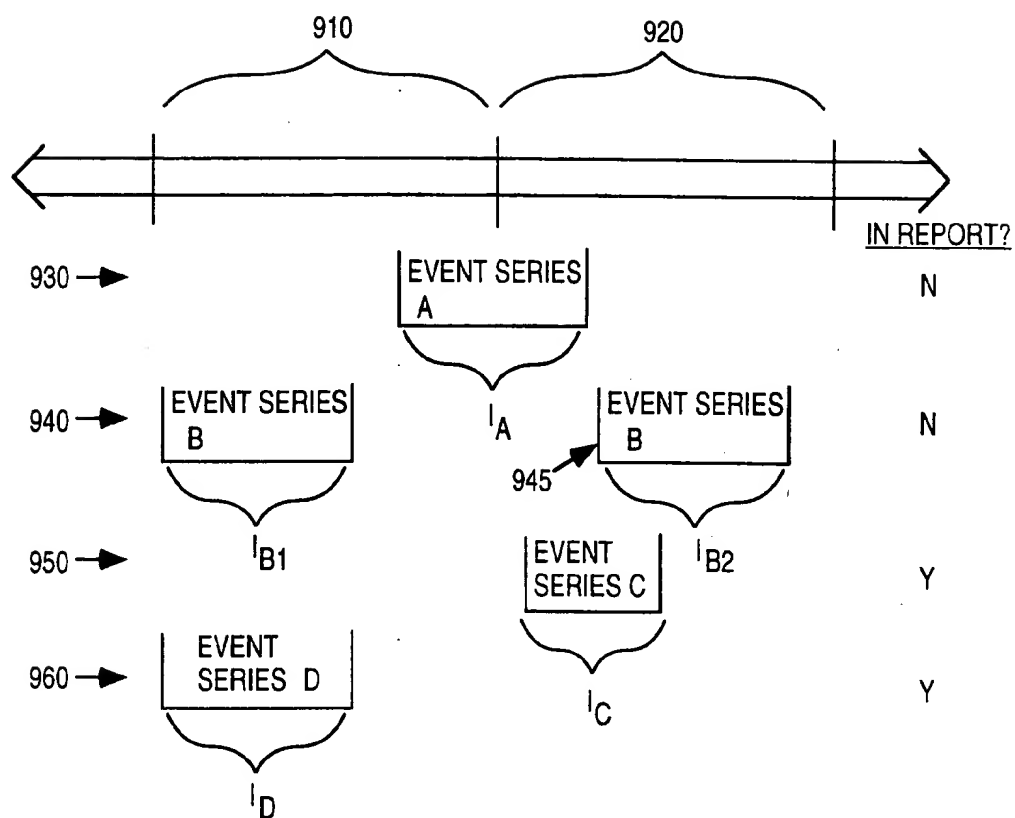 910 920
IN REPORT?
930 EVENT SERIES A N
I_A
940 EVENT SERIES B EVENT SERIES B N
945
I_B1 I_B2
950 EVENT SERIES C Y
I_C
960 EVENT SERIES D Y
I_D